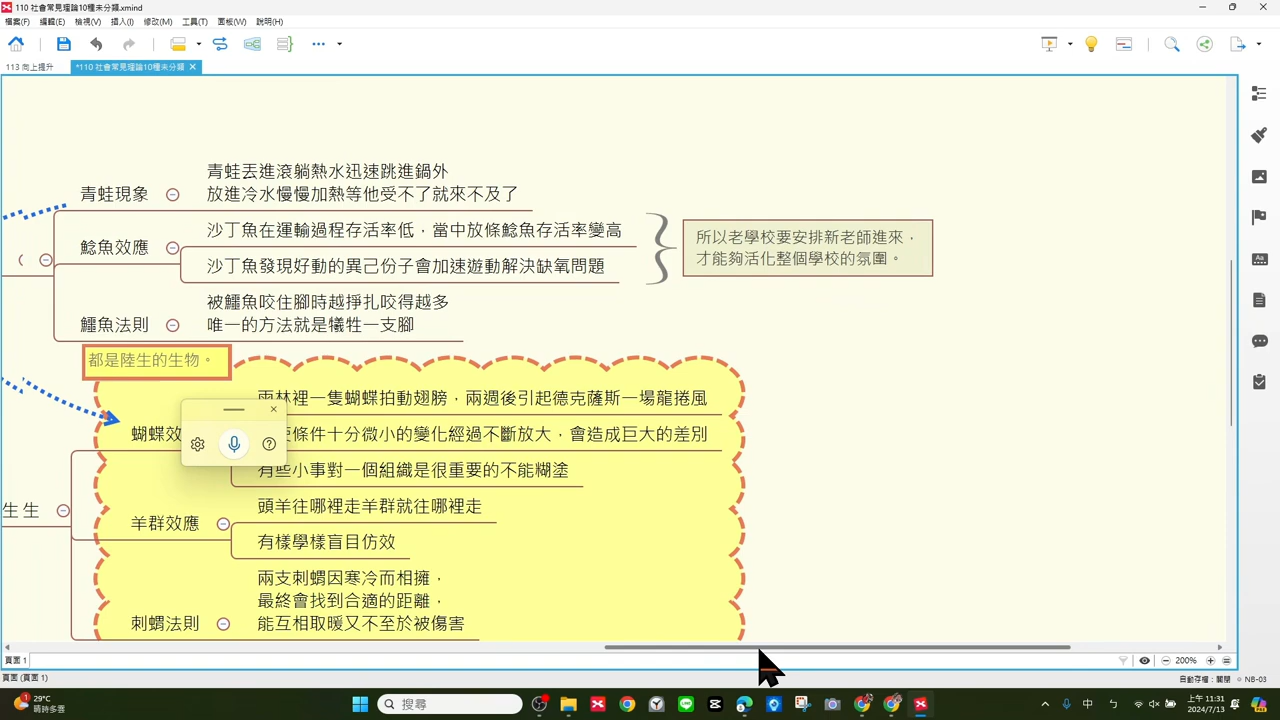 110 社會常見理論10種未分類.xmind
檔案(F) 編輯(E) 檢視(V) 插入(I) 修改(M) 工具(T) 面板(W) 說明(H)
113 向上提升
*110 社會常見理論10種未分類
青蛙現象
青蛙丟進滾躺熱水迅速跳進鍋外
放進冷水慢慢加熱等他受不了就來不及了
鯰魚效應
沙丁魚在運輸過程存活率低，當中放條鯰魚存活率變高
沙丁魚發現好動的異己份子會加速遊動解決缺氧問題
所以老學校要安排新老師進來，
才能夠活化整個學校的氛圍。
鱷魚法則
被鱷魚咬住腳時越掙扎咬得越多
唯一的方法就是犧牲一支腳
都是陸生的生物。
蝴蝶效
雨林裡一隻蝴蝶拍動翅膀，兩週後引起德克薩斯一場龍捲風
條件十分微小的變化經過不斷放大，會造成巨大的差別
有些小事對一個組織是很重要的不能糊塗
生生
羊群效應
頭羊往哪裡走羊群就往哪裡走
有樣學樣盲目仿效
刺蝟法則
兩支刺蝟因寒冷而相擁，
最終會找到合適的距離，
能互相取暖又不至於被傷害
頁面 1
200%
頁面 (頁面 1)
自動存檔：關閉
NB-03
29°C
晴時多雲
搜尋
中
上午 11:31
2024/7/13